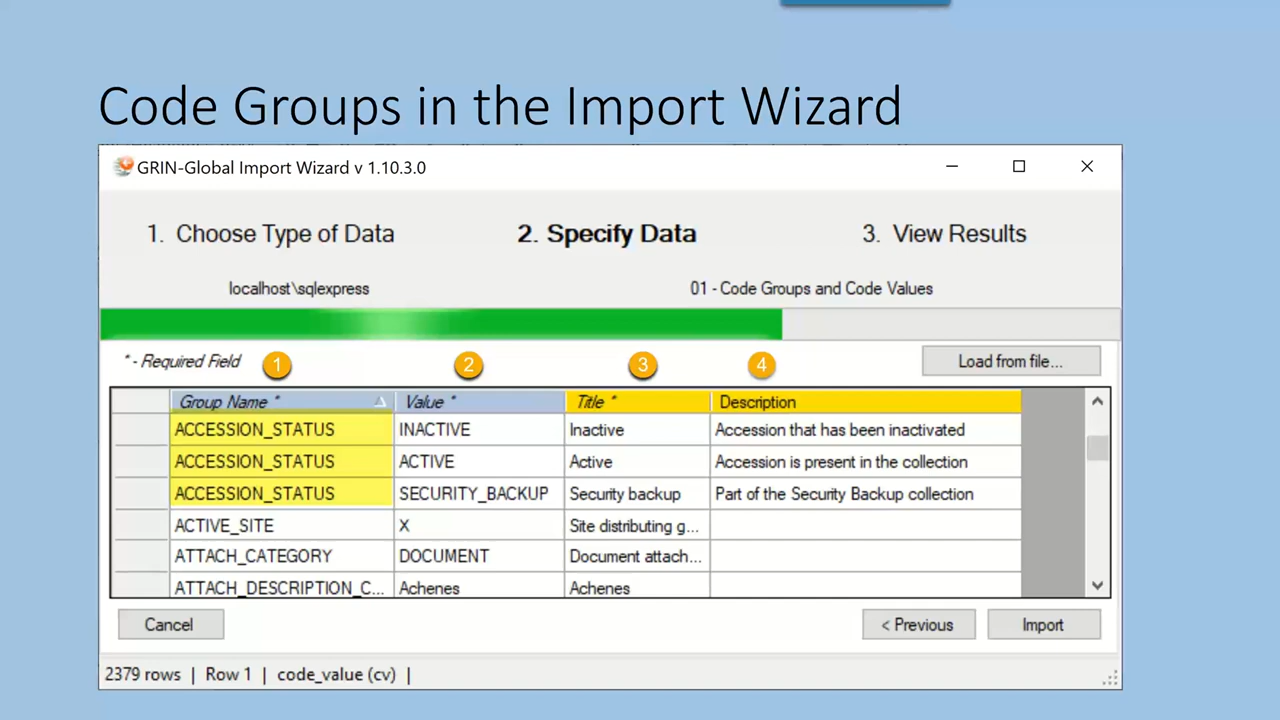 Code Groups in the Import Wizard
GRIN-Global Import Wizard v 1.10.3.0
1. Choose Type of Data 2. Specify Data 3. View Results
localhost\sqlexpress 01 - Code Groups and Code Values
* - Required Field 1 2 3 4 Load from file...
Group Name * Value * Title * Description
ACCESSION_STATUS INACTIVE Inactive Accession that has been inactivated
ACCESSION_STATUS ACTIVE Active Accession is present in the collection
ACCESSION_STATUS SECURITY_BACKUP Security backup Part of the Security Backup collection
ACTIVE_SITE X Site distributing g...
ATTACH_CATEGORY DOCUMENT Document attach...
ATTACH_DESCRIPTION_C... Achenes Achenes
Cancel < Previous Import
2379 rows | Row 1 | code_value (cv) |